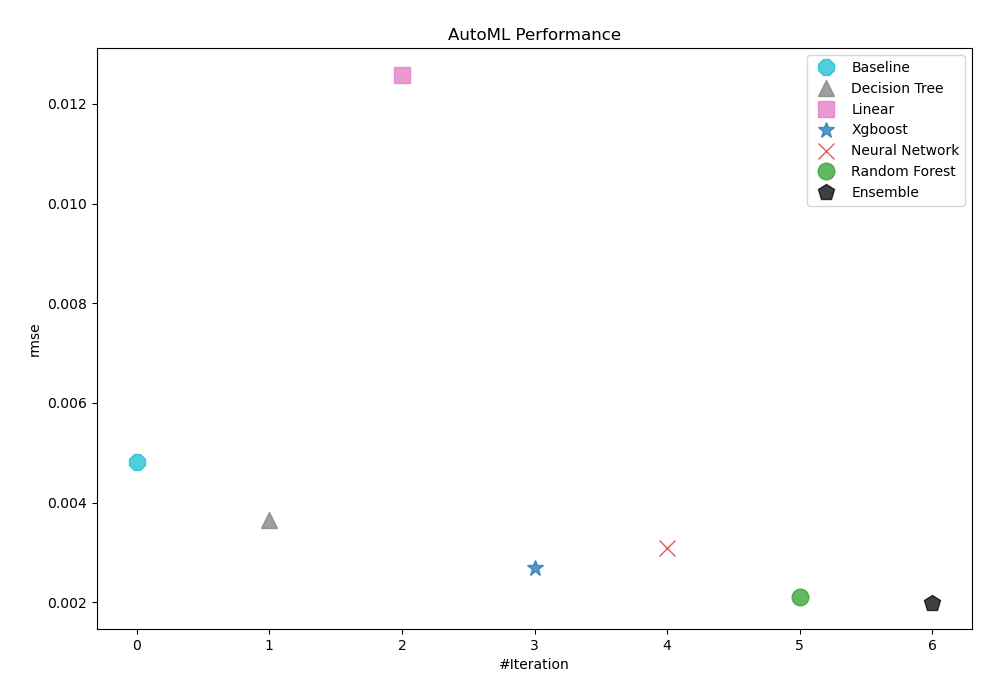 AutoML Performance
Baseline
Decision Tree
Linear
Xgboost
Neural Network
Random Forest
Ensemble
0.012
0.010
0.008
0.006
0.004
0.002
rmse
0 1 2 3 4 5 6
#Iteration